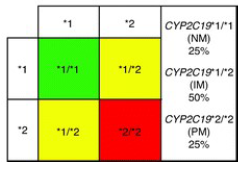 *1 *2 CYP2C19*1/*1
(NM)
25%
*1 *1/*1 *1/*2 CYP2C19*1/*2
(IM)
50%
*2 *1/*2 *2/*2 CYP2C19*2/*2
(PM)
25%